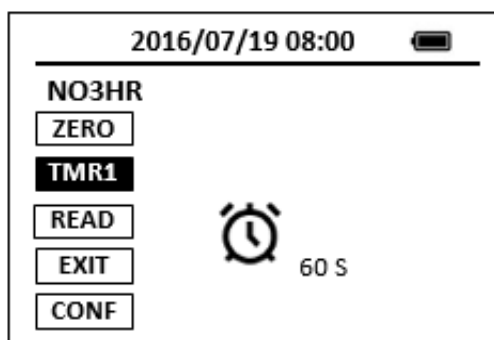 2016/07/19 08:00
NO3HR
ZERO
TMR1
READ
EXIT
60 S
CONF